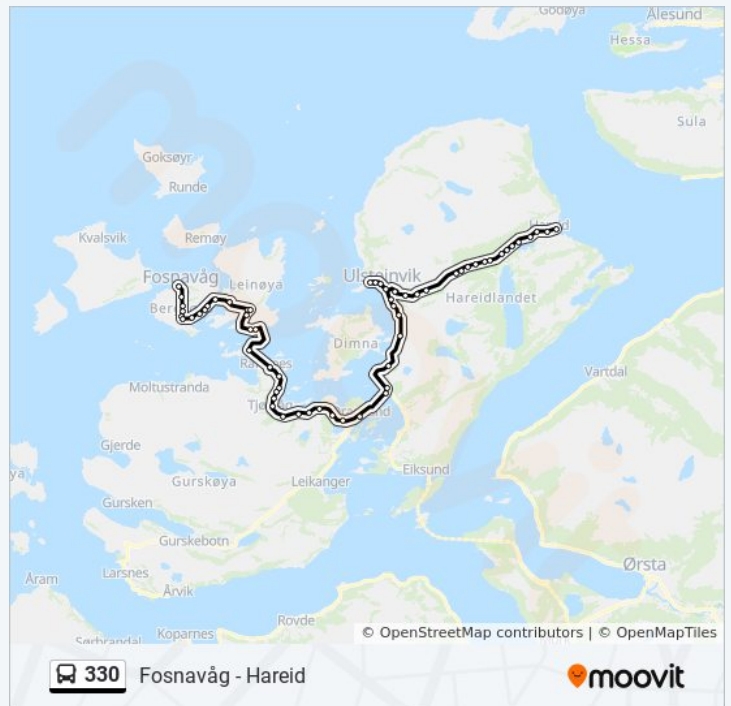 Godøya
Ålesund
Hessa
Sula
Goksøyr
Runde
Kvalsvik
Remøy
Fosnavåg
Leinøya
Ulsteinvik
Hareidlandet
Dimna
Vartdal
Moltustranda
Gjerde
Gurskøya
Leikanger
Eiksund
Gursken
Gurskebotn
Larsnes
Årvik
Åram
Ørsta
Rovde
Koparnes
© OpenStreetMap contributors | © OpenMapTiles
330 Fosnavåg - Hareid
moovit